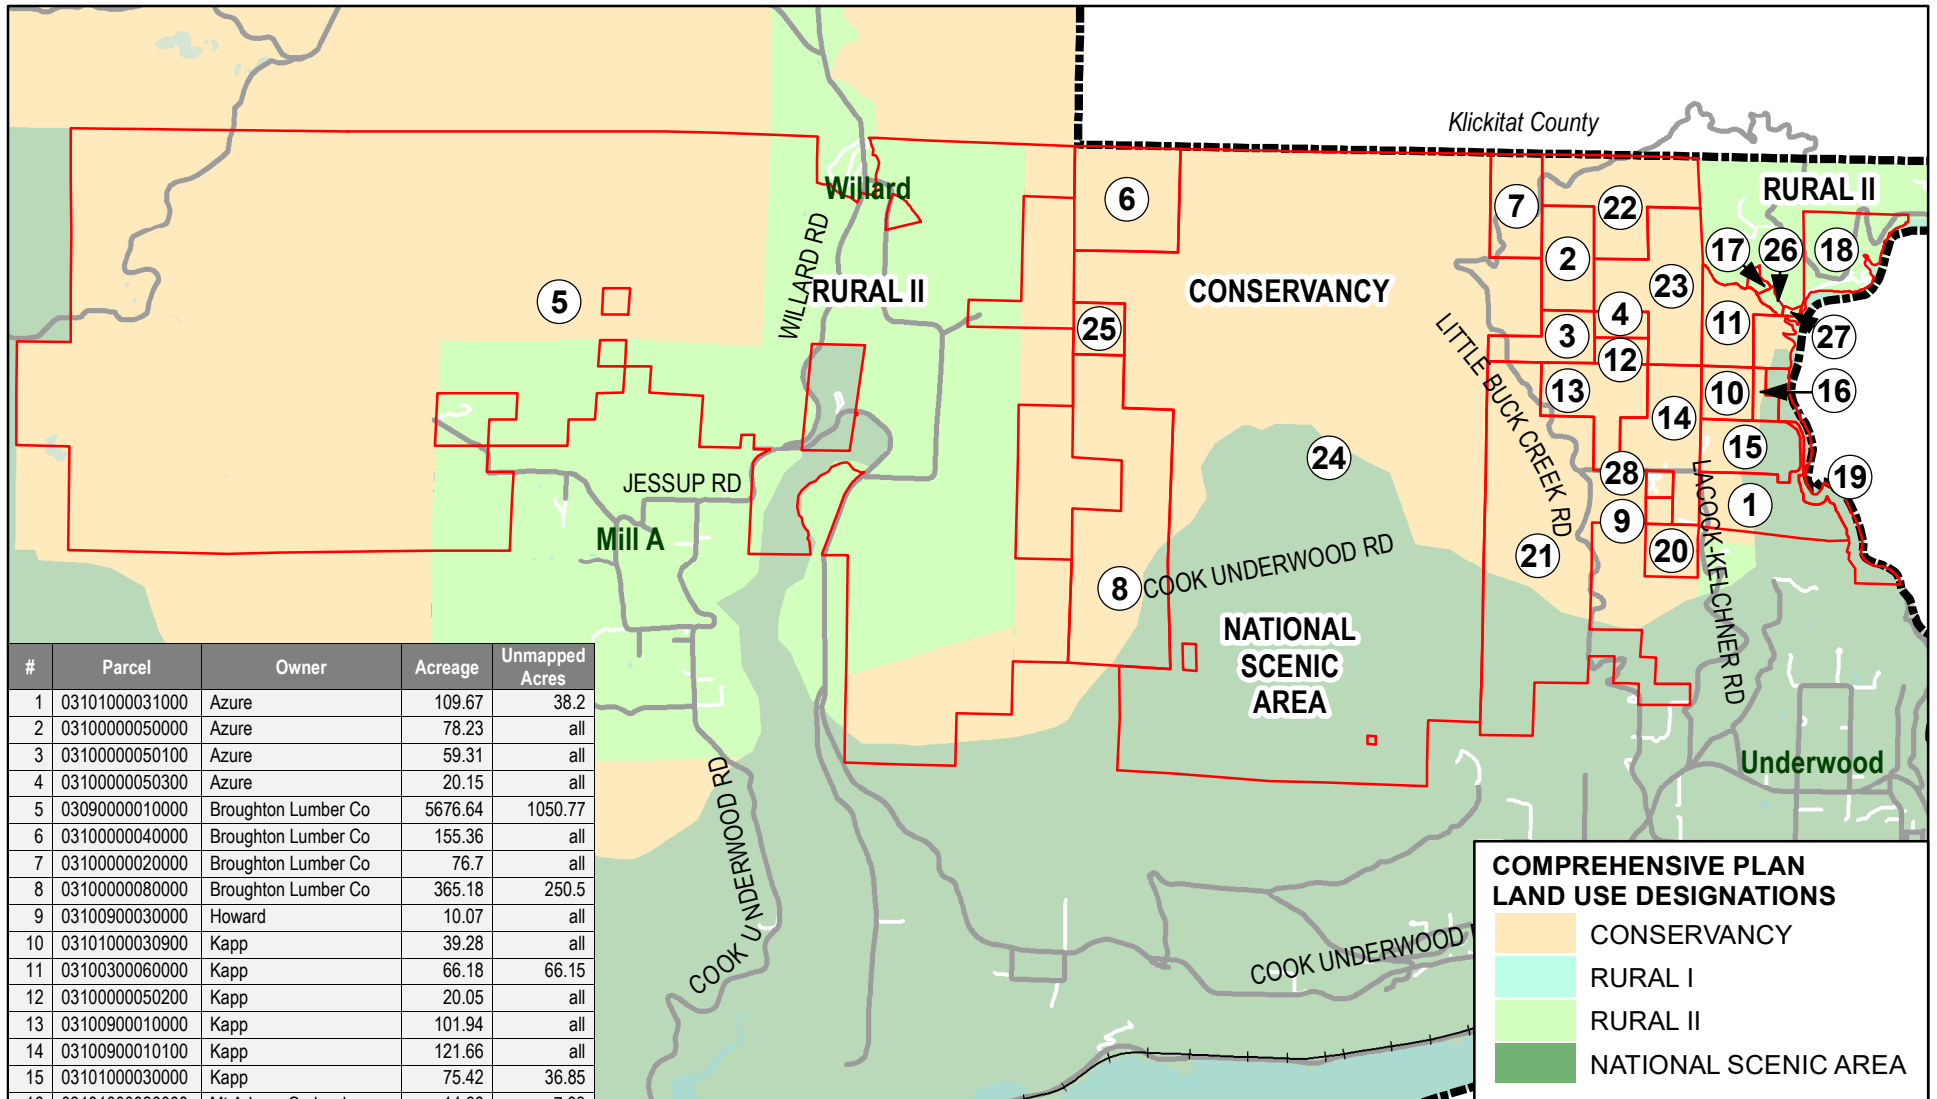 Klickitat County
Willard
RURAL II
6
7
22
17
26
18
2
WILLARD RD
RURAL II
CONSERVANCY
23
5
4
11
25
3
27
12
LITTLE BUCK CREEK RD
13
10
16
14
24
15
JESSUP RD
28
LACOCK-KELCHNER RD
19
1
Mill A
9
20
21
COOK UNDERWOOD RD
8
NATIONAL
SCENIC
AREA
Underwood
COOK UNDERWOOD RD
COOK UNDERWOOD
# Parcel Owner Acreage Unmapped Acres
1 03101000031000 Azure 109.67 38.2
2 03100000050000 Azure 78.23 all
3 03100000050100 Azure 59.31 all
4 03100000050300 Azure 20.15 all
5 03090000010000 Broughton Lumber Co 5676.64 1050.77
6 03100000040000 Broughton Lumber Co 155.36 all
7 03100000020000 Broughton Lumber Co 76.7 all
8 03100000080000 Broughton Lumber Co 365.18 250.5
9 03100900030000 Howard 10.07 all
10 03101000030900 Kapp 39.28 all
11 03100300060000 Kapp 66.18 66.15
12 03100000050200 Kapp 20.05 all
13 03100900010000 Kapp 101.94 all
14 03100900010100 Kapp 121.66 all
15 03101000030000 Kapp 75.42 36.85
COMPREHENSIVE PLAN
LAND USE DESIGNATIONS
CONSERVANCY
RURAL I
RURAL II
NATIONAL SCENIC AREA